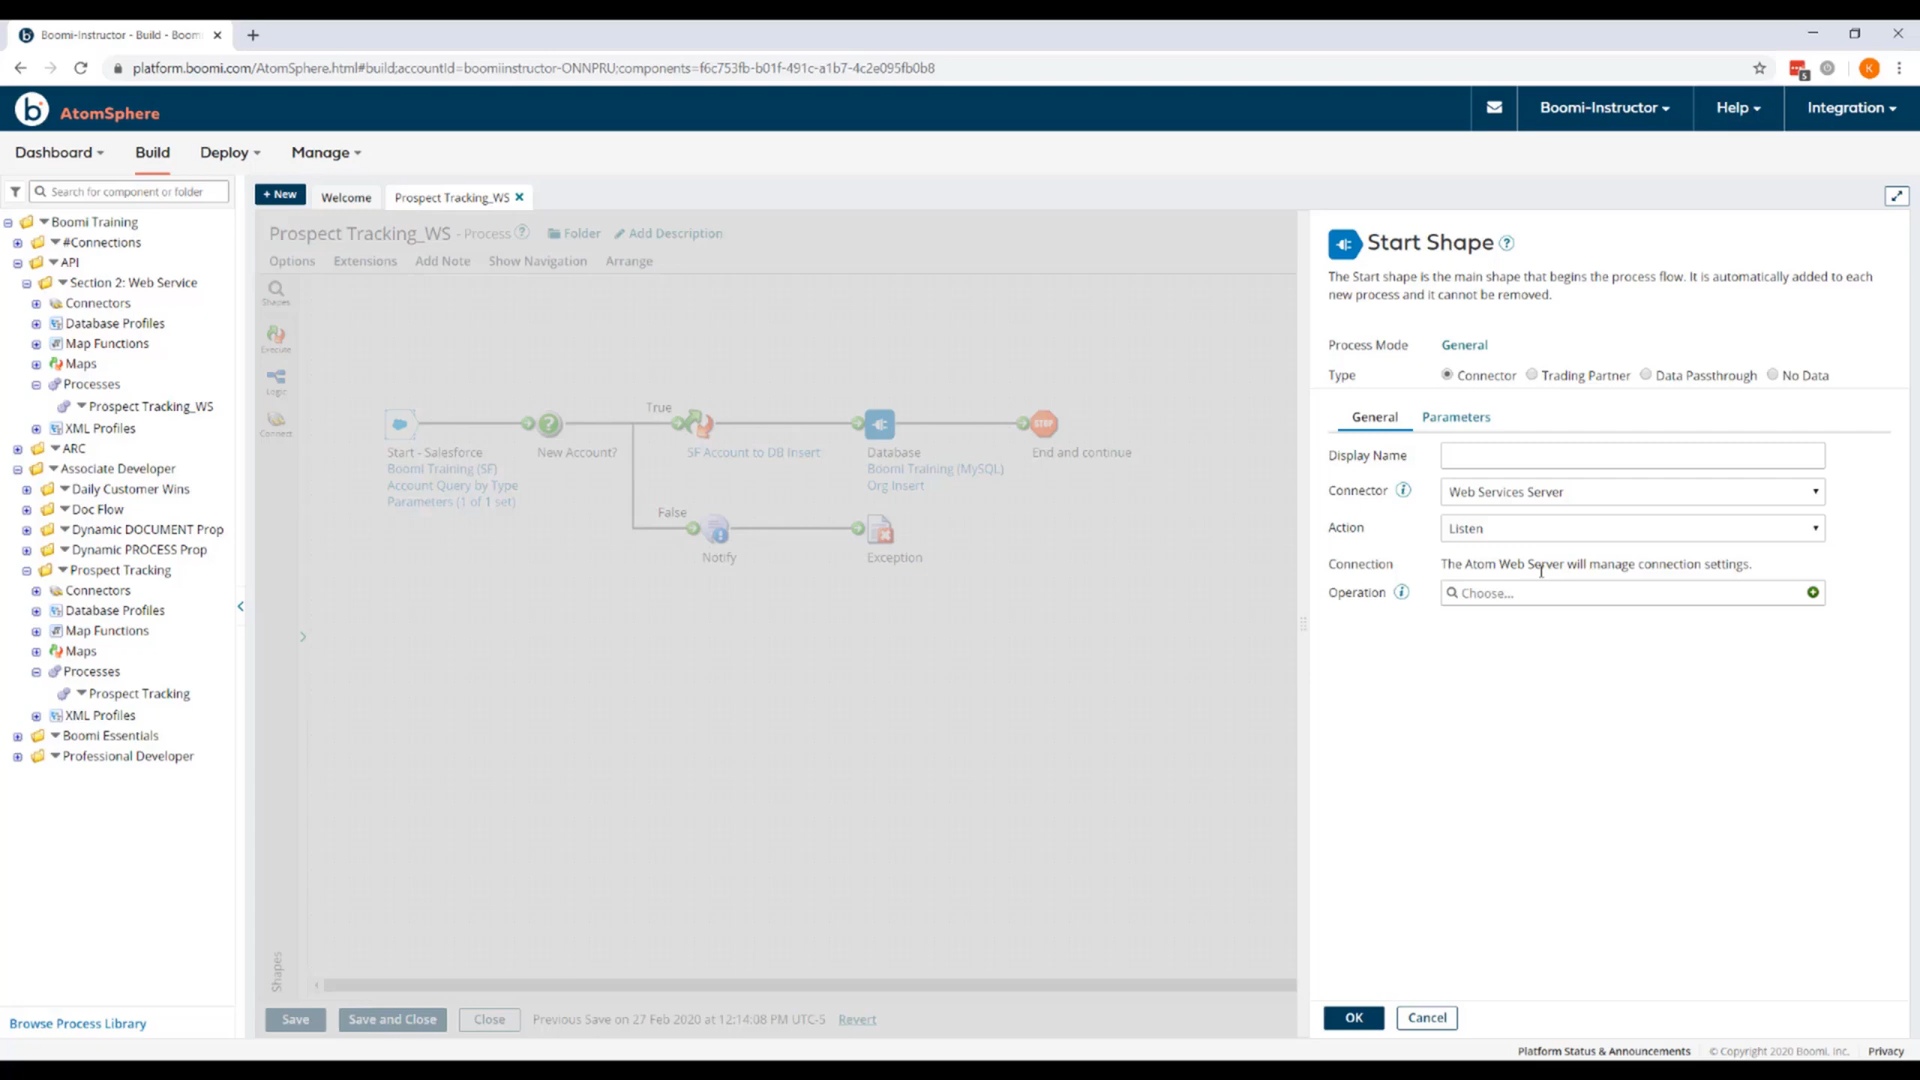 Boomi-Instructor - Build - Boom
platform.boomi.com/AtomSphere.html#build;accountId=boomiinstructor-ONNPRU;components=f6c753fb-b01f-491c-a1b7-4c2e095fb0b8
5
K
b AtomSphere
Boomi-Instructor
Help
Integration
Dashboard
Build
Deploy
Manage
Search for component or folder
+ New
Welcome
Prospect Tracking_WS
Boomi Training
#Connections
API
Section 2: Web Service
Connectors
Database Profiles
Map Functions
Maps
Processes
Prospect Tracking_WS
XML Profiles
ARC
Associate Developer
Daily Customer Wins
Doc Flow
Dynamic DOCUMENT Prop
Dynamic PROCESS Prop
Prospect Tracking
Connectors
Database Profiles
Map Functions
Maps
Processes
Prospect Tracking
XML Profiles
Boomi Essentials
Professional Developer
Browse Process Library
Prospect Tracking_WS - Process ?
Folder
Add Description
Options
Extensions
Add Note
Show Navigation
Arrange
Shapes
Execute
Logic
Connect
Start - Salesforce
Boomi Training (SF)
Account Query by Type
Parameters (1 of 1 set)
?
New Account?
True
SF Account to DB Insert
Database
Boomi Training (MySQL)
Org Insert
STOP
End and continue
False
Notify
Exception
Shapes
Save
Save and Close
Close
Previous Save on 27 Feb 2020 at 12:14:08 PM UTC-5
Revert
Start Shape ?
The Start shape is the main shape that begins the process flow. It is automatically added to each
new process and it cannot be removed.
Process Mode General
Type Connector Trading Partner Data Passthrough No Data
General
Parameters
Display Name
Connector i Web Services Server
Action Listen
Connection The Atom Web Server will manage connection settings.
Operation i Choose...
OK
Cancel
Platform Status & Announcements
© Copyright 2020 Boomi, Inc.
Privacy